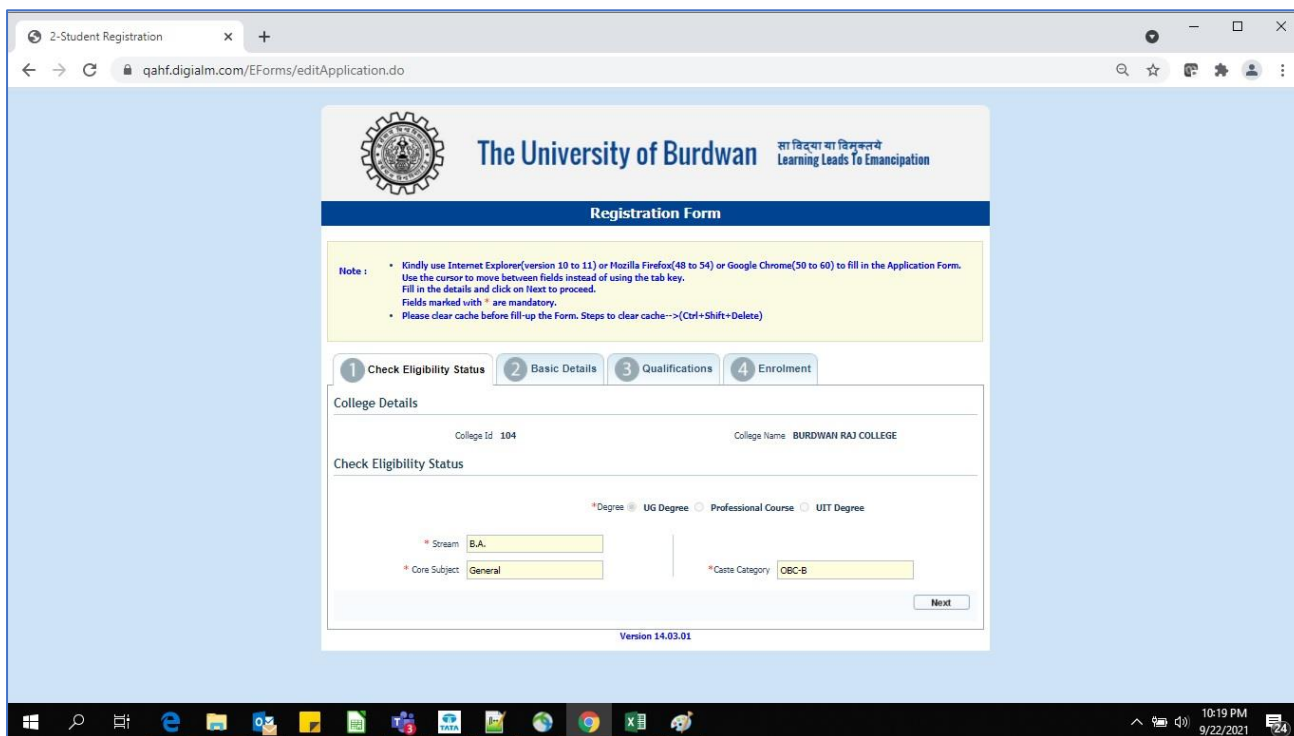 2-Student Registration
qahf.digialm.com/EForms/editApplication.do
The University of Burdwan
सा विद्या या विमुक्तये
Learning Leads To Emancipation
Registration Form
Note :
• Kindly use Internet Explorer(version 10 to 11) or Mozilla Firefox(48 to 54) or Google Chrome(50 to 60) to fill in the Application Form.
Use the cursor to move between fields instead of using the tab key.
Fill in the details and click on Next to proceed.
Fields marked with * are mandatory.
• Please clear cache before fill-up the Form. Steps to clear cache-->(Ctrl+Shift+Delete)
1 Check Eligibility Status 2 Basic Details 3 Qualifications 4 Enrolment
College Details
College Id 104 College Name BURDWAN RAJ COLLEGE
Check Eligibility Status
*Degree UG Degree Professional Course UIT Degree
* Stream B.A.
* Core Subject General *Caste Category OBC-B
Next
Version 14.03.01
TATA
10:19 PM
9/22/2021
24